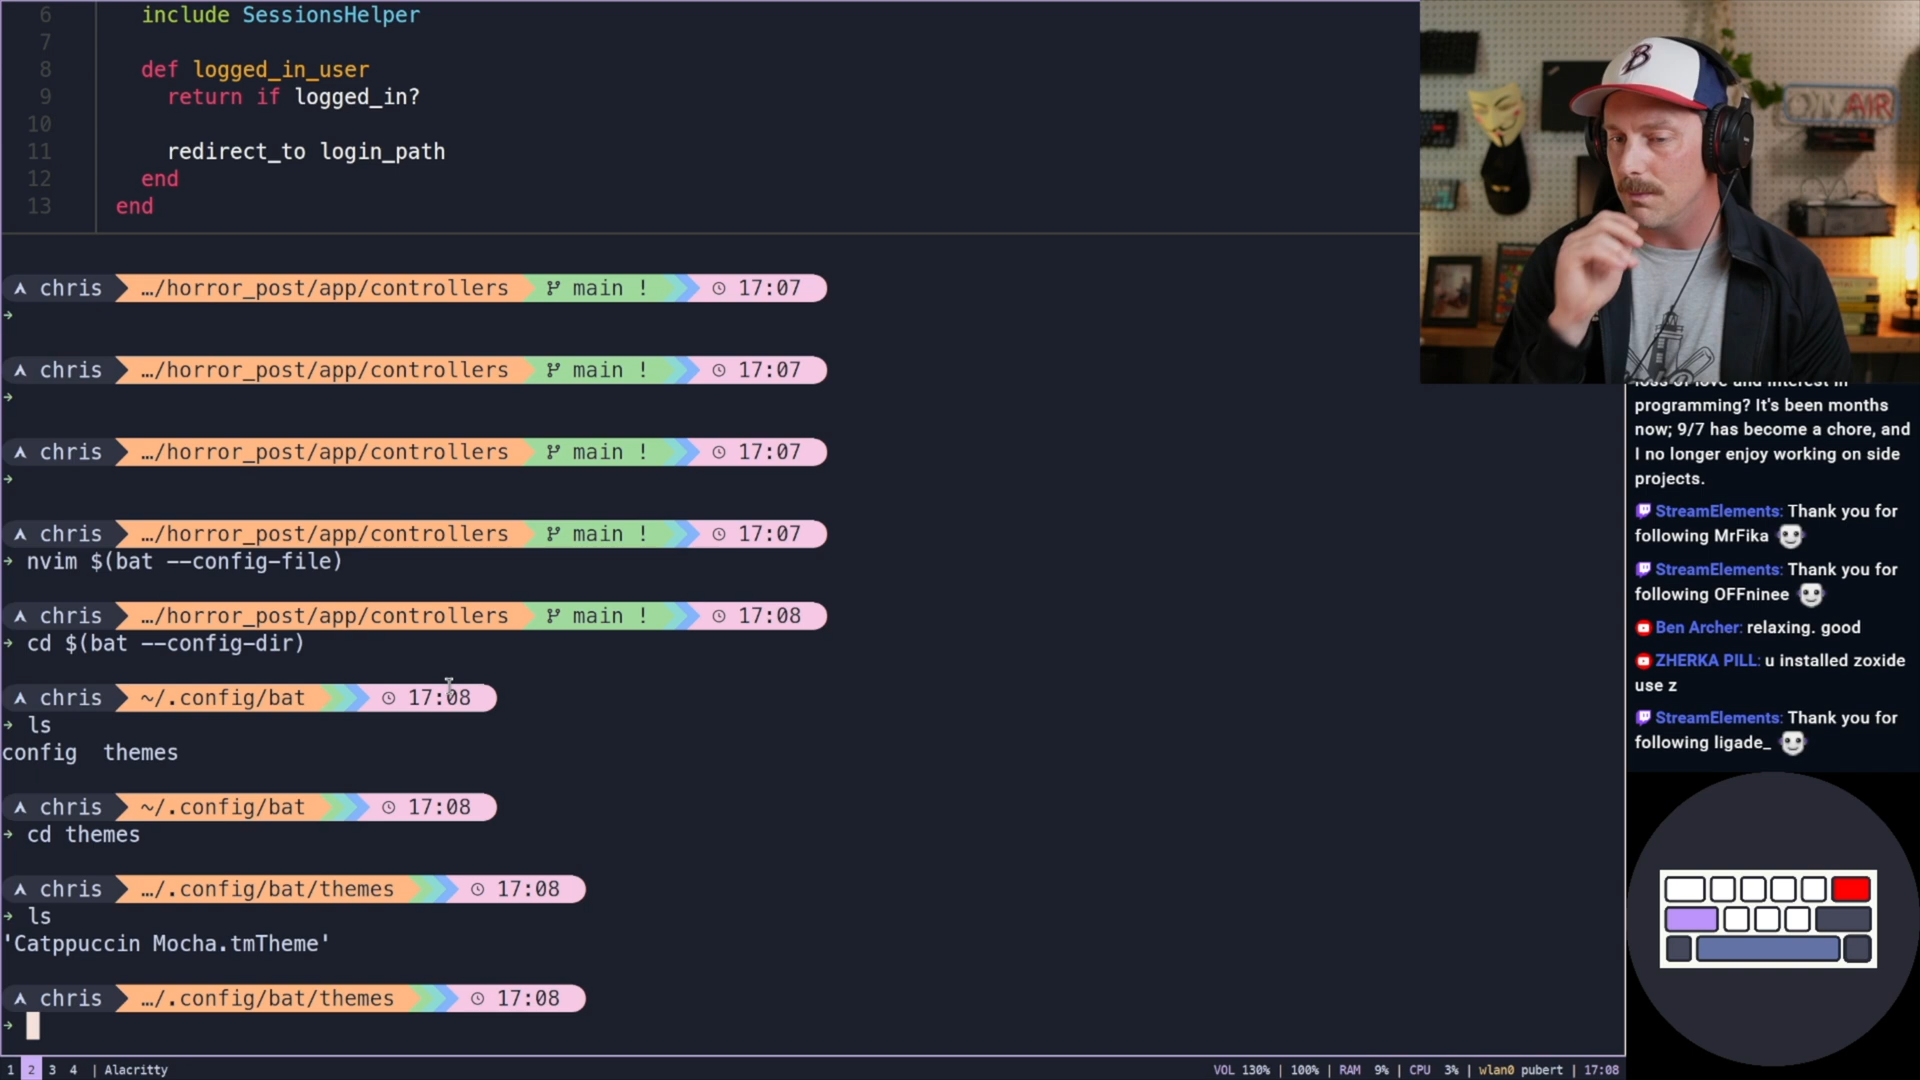 6 include SessionsHelper
7
8 def logged_in_user
9 return if logged_in?
10
11 redirect_to login_path
12 end
13 end
chris …/horror_post/app/controllers main ! 17:07
chris …/horror_post/app/controllers main ! 17:07
chris …/horror_post/app/controllers main ! 17:07
chris …/horror_post/app/controllers main ! 17:07
nvim $(bat --config-file)
chris …/horror_post/app/controllers main ! 17:08
cd $(bat --config-dir)
chris ~/.config/bat 17:08
ls
config themes
chris ~/.config/bat 17:08
cd themes
chris …/.config/bat/themes 17:08
ls
'Catppuccin Mocha.tmTheme'
chris …/.config/bat/themes 17:08
1 2 3 4 | Alacritty
VOL 130% | 100% | RAM 9% | CPU 3% | wlan0 pubert | 17:08
B
ON AIR
loss of love and interest in
programming? It's been months
now; 9/7 has become a chore, and
I no longer enjoy working on side
projects.
StreamElements: Thank you for
following MrFika
StreamElements: Thank you for
following OFFninee
Ben Archer: relaxing. good
ZHERKA PILL: u installed zoxide
use z
StreamElements: Thank you for
following ligade_